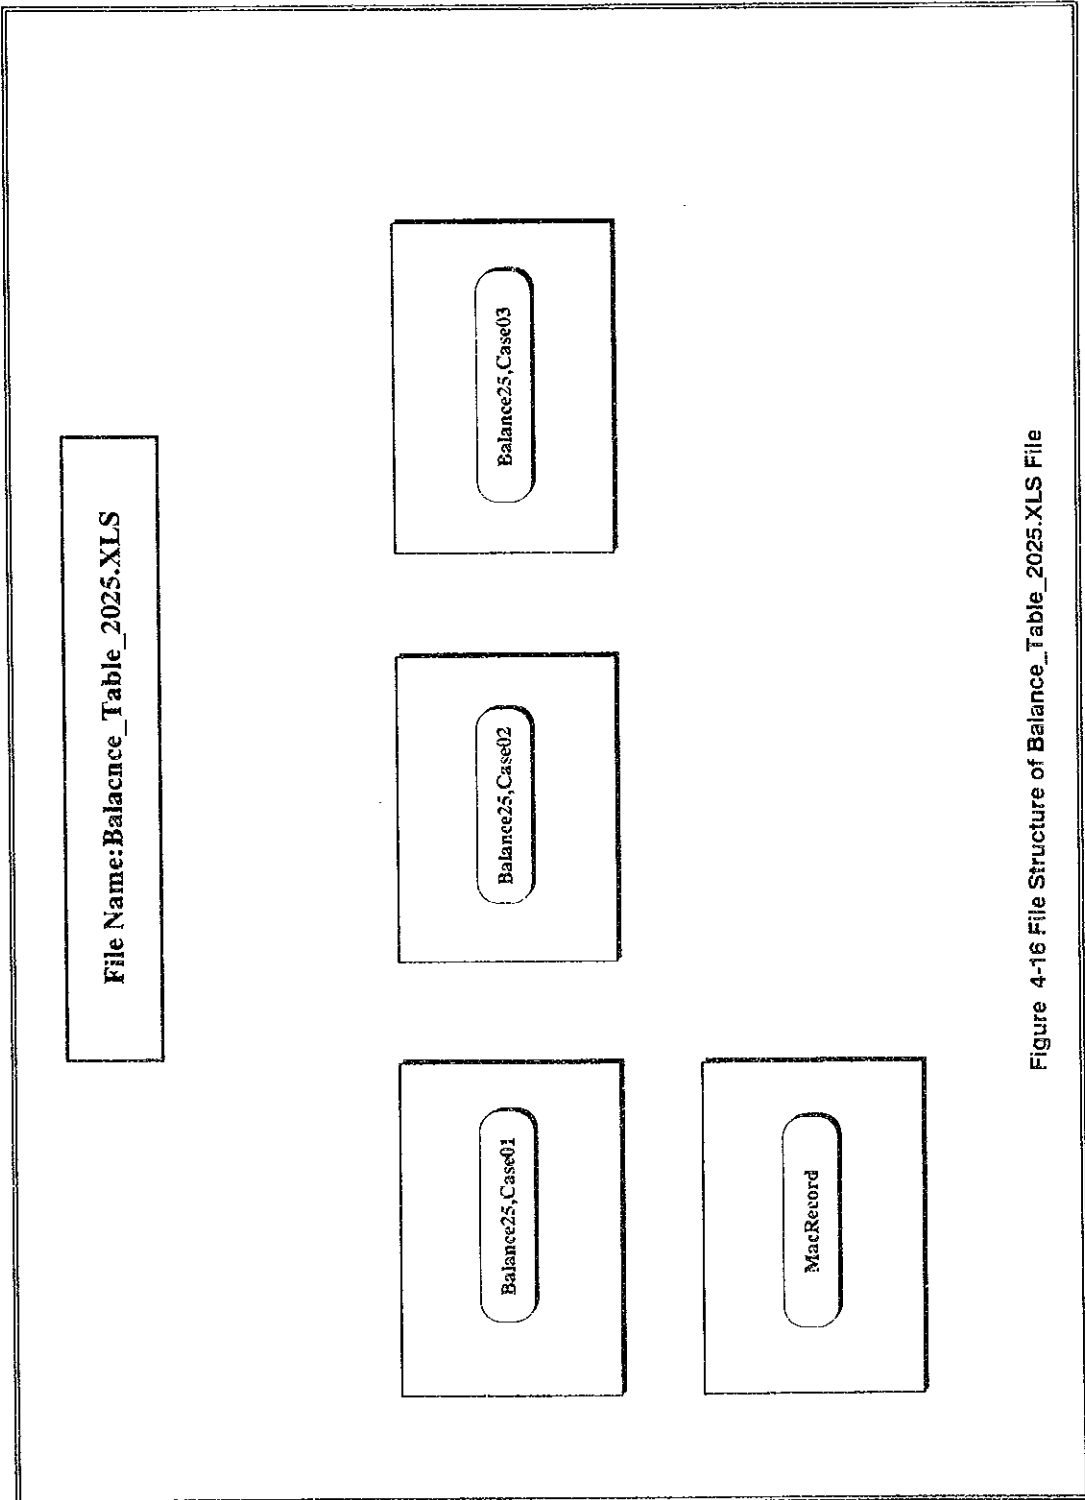 File Name:Balacnce_Table_2025.XLS
Balance25,Case01
Balance25,Case02
Balance25,Case03
MacRecord
Figure 4-16 File Structure of Balance_Table_2025.XLS File